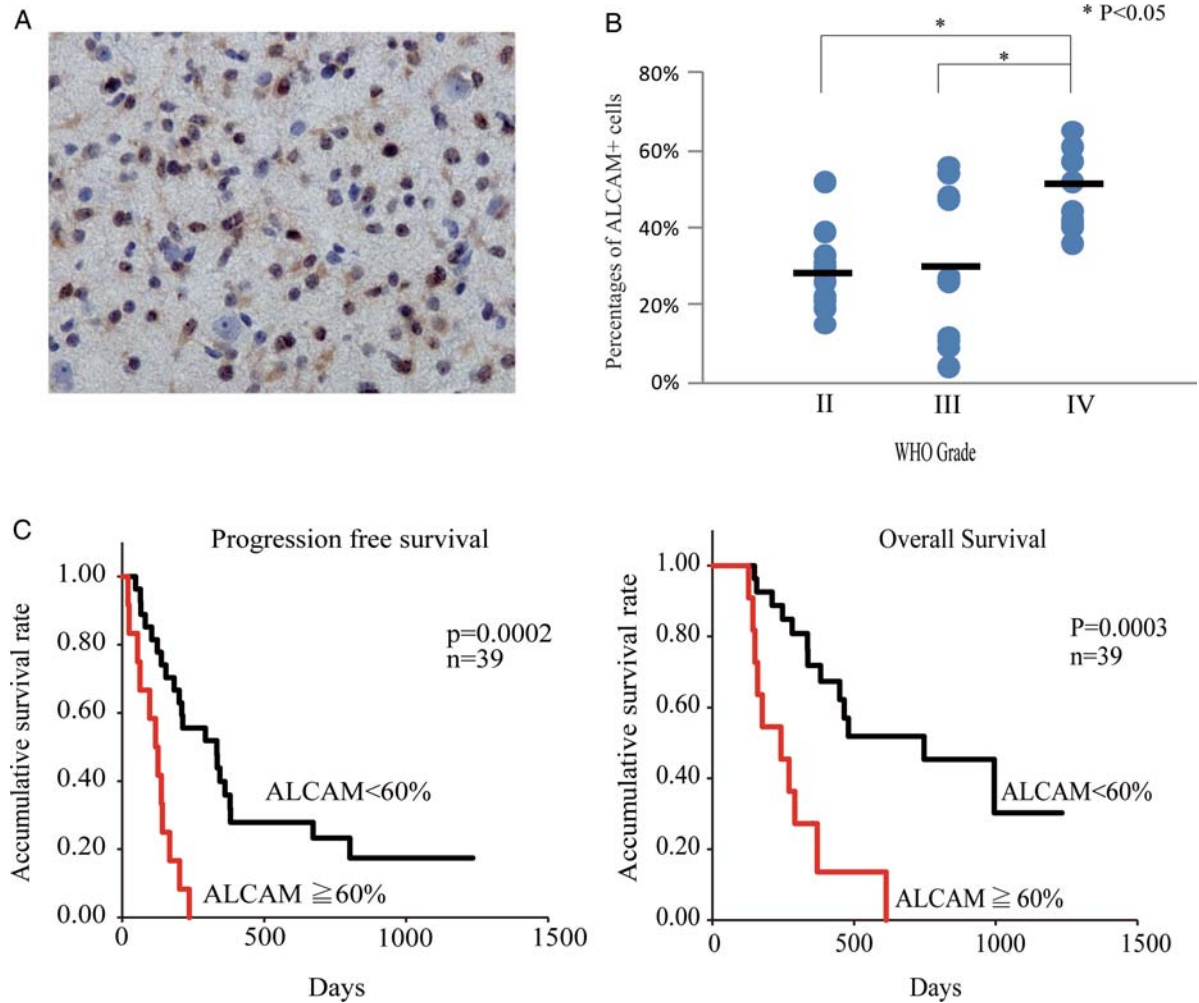 A
B
* P<0.05
*
*
80%
60%
40%
20%
0%
Percentages of ALCAM+ cells
II III IV
WHO Grade
C
Progression free survival
1.00
0.80
0.60
0.40
0.20
0.00
Accumulative survival rate
p=0.0002
n=39
ALCAM<60%
ALCAM ≧60%
0 500 1000 1500
Days
Overall Survival
1.00
0.80
0.60
0.40
0.20
0.00
Accumulative survival rate
P=0.0003
n=39
ALCAM<60%
ALCAM ≧ 60%
0 500 1000 1500
Days